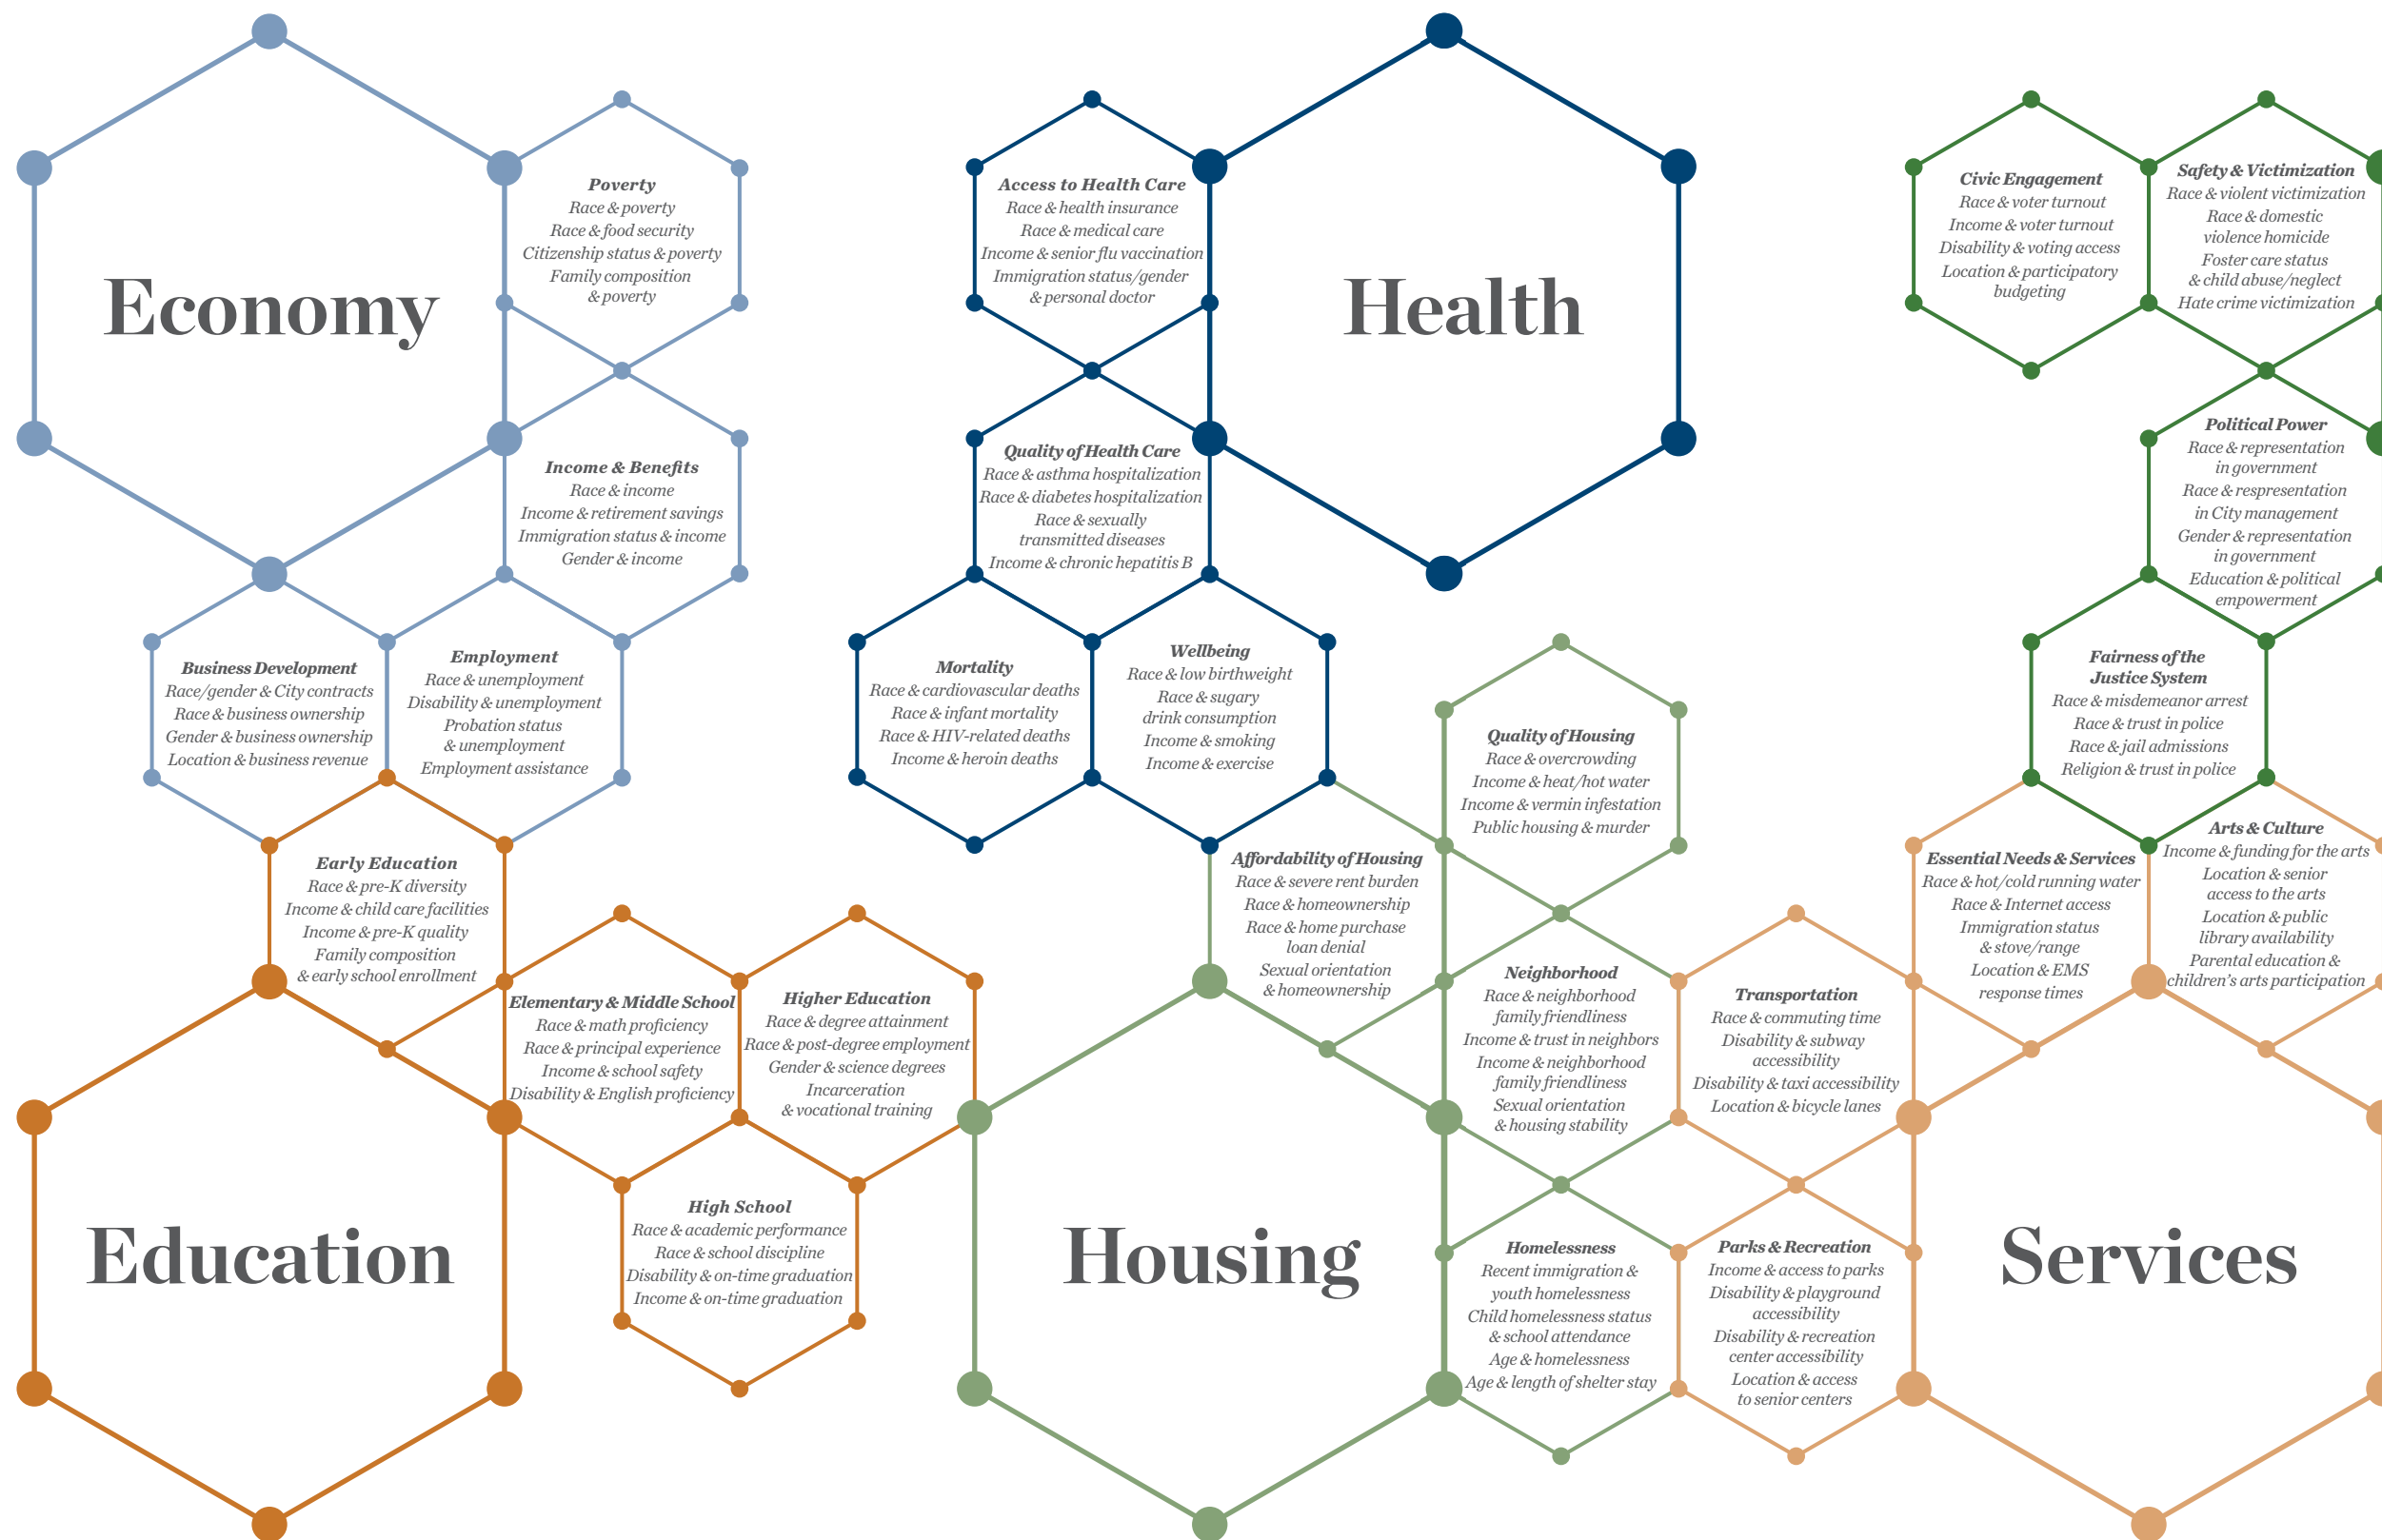 Economy
Poverty
Race & poverty
Race & food security
Citizenship status & poverty
Family composition
& poverty
Income & Benefits
Race & income
Income & retirement savings
Immigration status & income
Gender & income
Business Development
Race/gender & City contracts
Race & business ownership
Gender & business ownership
Location & business revenue
Employment
Race & unemployment
Disability & unemployment
Probation status
& unemployment
Employment assistance
Health
Access to Health Care
Race & health insurance
Race & medical care
Income & senior flu vaccination
Immigration status/gender
& personal doctor
Quality of Health Care
Race & asthma hospitalization
Race & diabetes hospitalization
Race & sexually
transmitted diseases
Income & chronic hepatitis B
Mortality
Race & cardiovascular deaths
Race & infant mortality
Race & HIV-related deaths
Income & heroin deaths
Wellbeing
Race & low birthweight
Race & sugary
drink consumption
Income & smoking
Income & exercise
Civic Engagement
Race & voter turnout
Income & voter turnout
Disability & voting access
Location & participatory
budgeting
Safety & Victimization
Race & violent victimization
Race & domestic
violence homicide
Foster care status
& child abuse/neglect
Hate crime victimization
Political Power
Race & representation
in government
Race & respresentation
in City management
Gender & representation
in government
Education & political
empowerment
Fairness of the
Justice System
Race & misdemeanor arrest
Race & trust in police
Race & jail admissions
Religion & trust in police
Education
Early Education
Race & pre-K diversity
Income & child care facilities
Income & pre-K quality
Family composition
& early school enrollment
Elementary & Middle School
Race & math proficiency
Race & principal experience
Income & school safety
Disability & English proficiency
Higher Education
Race & degree attainment
Race & post-degree employment
Gender & science degrees
Incarceration
& vocational training
High School
Race & academic performance
Race & school discipline
Disability & on-time graduation
Income & on-time graduation
Housing
Quality of Housing
Race & overcrowding
Income & heat/hot water
Income & vermin infestation
Public housing & murder
Affordability of Housing
Race & severe rent burden
Race & homeownership
Race & home purchase
loan denial
Sexual orientation
& homeownership
Neighborhood
Race & neighborhood
family friendliness
Income & trust in neighbors
Income & neighborhood
family friendliness
Sexual orientation
& housing stability
Homelessness
Recent immigration &
youth homelessness
Child homelessness status
& school attendance
Age & homelessness
Age & length of shelter stay
Services
Essential Needs & Services
Race & hot/cold running water
Race & Internet access
Immigration status
& stove/range
Location & EMS
response times
Arts & Culture
Income & funding for the arts
Location & senior
access to the arts
Location & public
library availability
Parental education &
children's arts participation
Transportation
Race & commuting time
Disability & subway
accessibility
Disability & taxi accessibility
Location & bicycle lanes
Parks & Recreation
Income & access to parks
Disability & playground
accessibility
Disability & recreation
center accessibility
Location & access
to senior centers